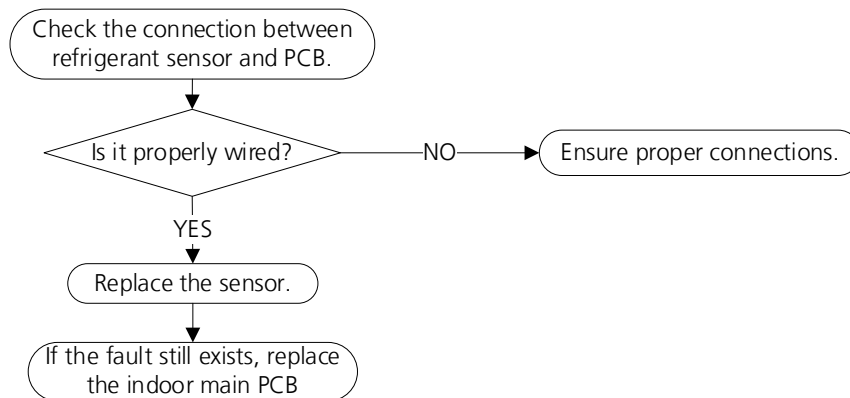 Check the connection between
refrigerant sensor and PCB.
Is it properly wired?
NO
Ensure proper connections.
YES
Replace the sensor.
If the fault still exists, replace
the indoor main PCB